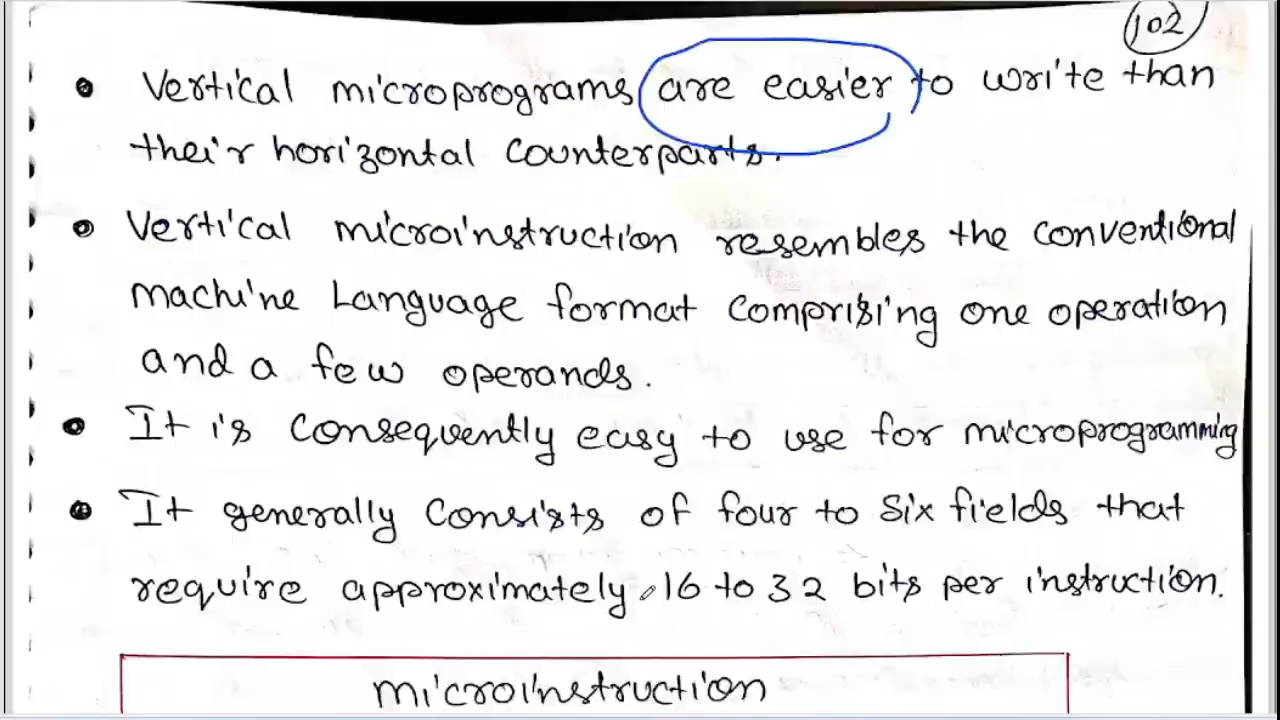 102
• Vertical microprograms are easier to write than
their horizontal counterparts.
• Vertical microinstruction resembles the conventional
machine Language format comprising one operation
and a few operands.
• It is consequently easy to use for microprogramming
• It generally consists of four to six fields that
require approximately 16 to 32 bits per instruction.
microinstruction